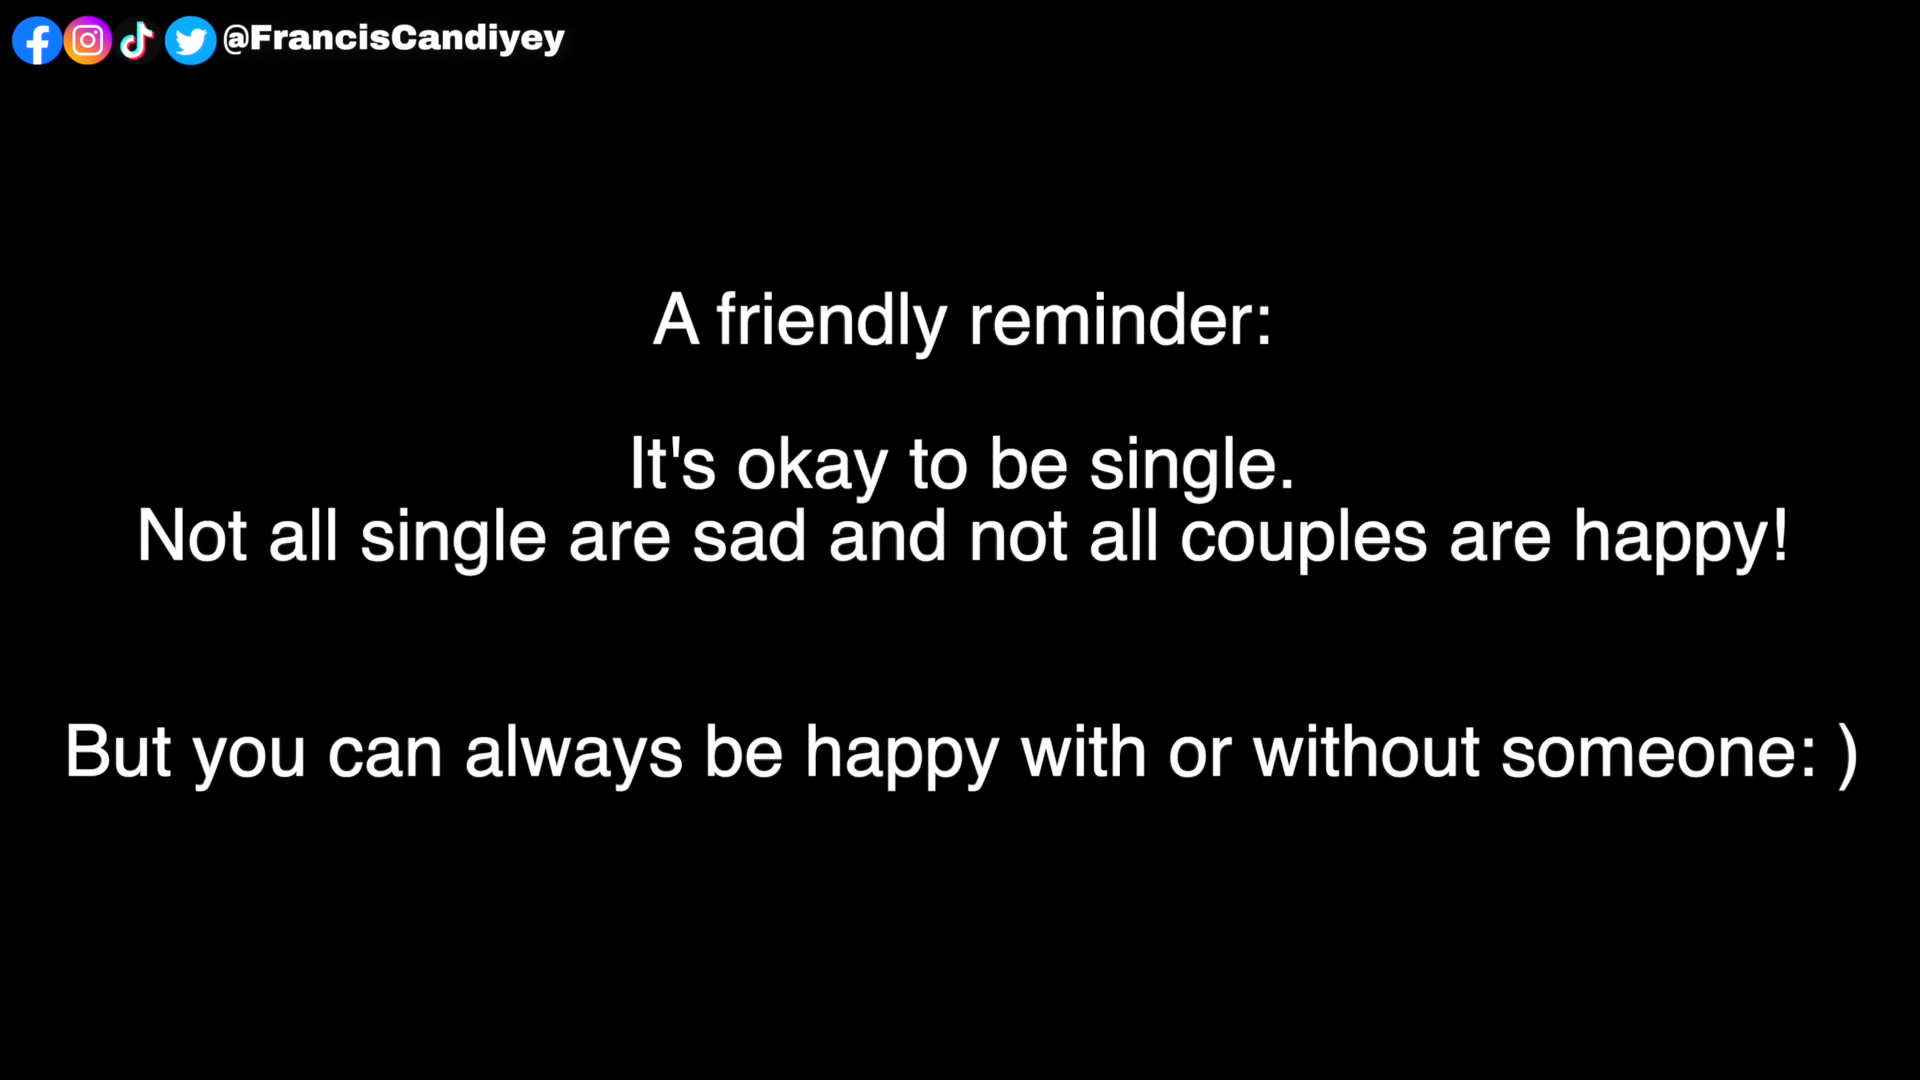 @FrancisCandiyey
A friendly reminder:
It's okay to be single.
Not all single are sad and not all couples are happy!
But you can always be happy with or without someone: )